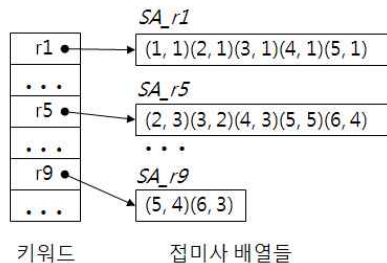 SA_r1
r1 (1, 1)(2, 1)(3, 1)(4, 1)(5, 1)
...
SA_r5
r5 (2, 3)(3, 2)(4, 3)(5, 5)(6, 4)
... ...
SA_r9
r9 (5, 4)(6, 3)
...
키워드 접미사 배열들